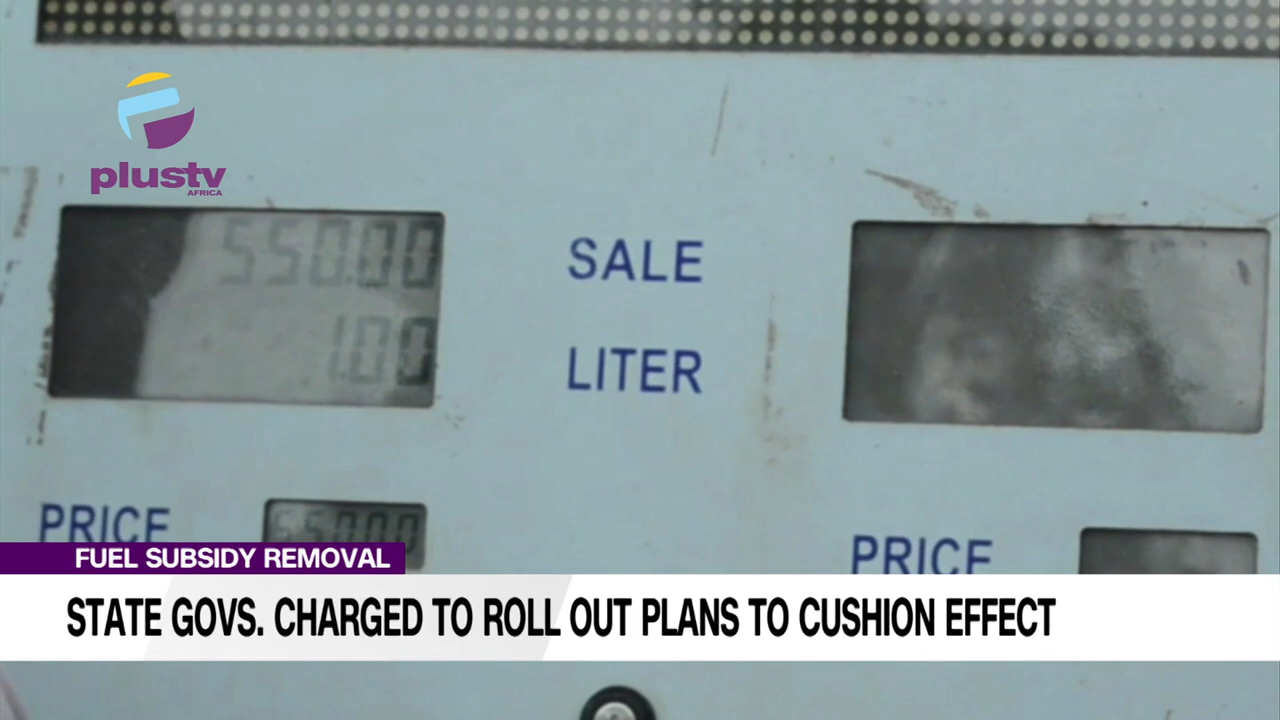 plustv
AFRICA
550.00
SALE
1.00
LITER
PRICE
550.00
PRICE
FUEL SUBSIDY REMOVAL
STATE GOVS. CHARGED TO ROLL OUT PLANS TO CUSHION EFFECT